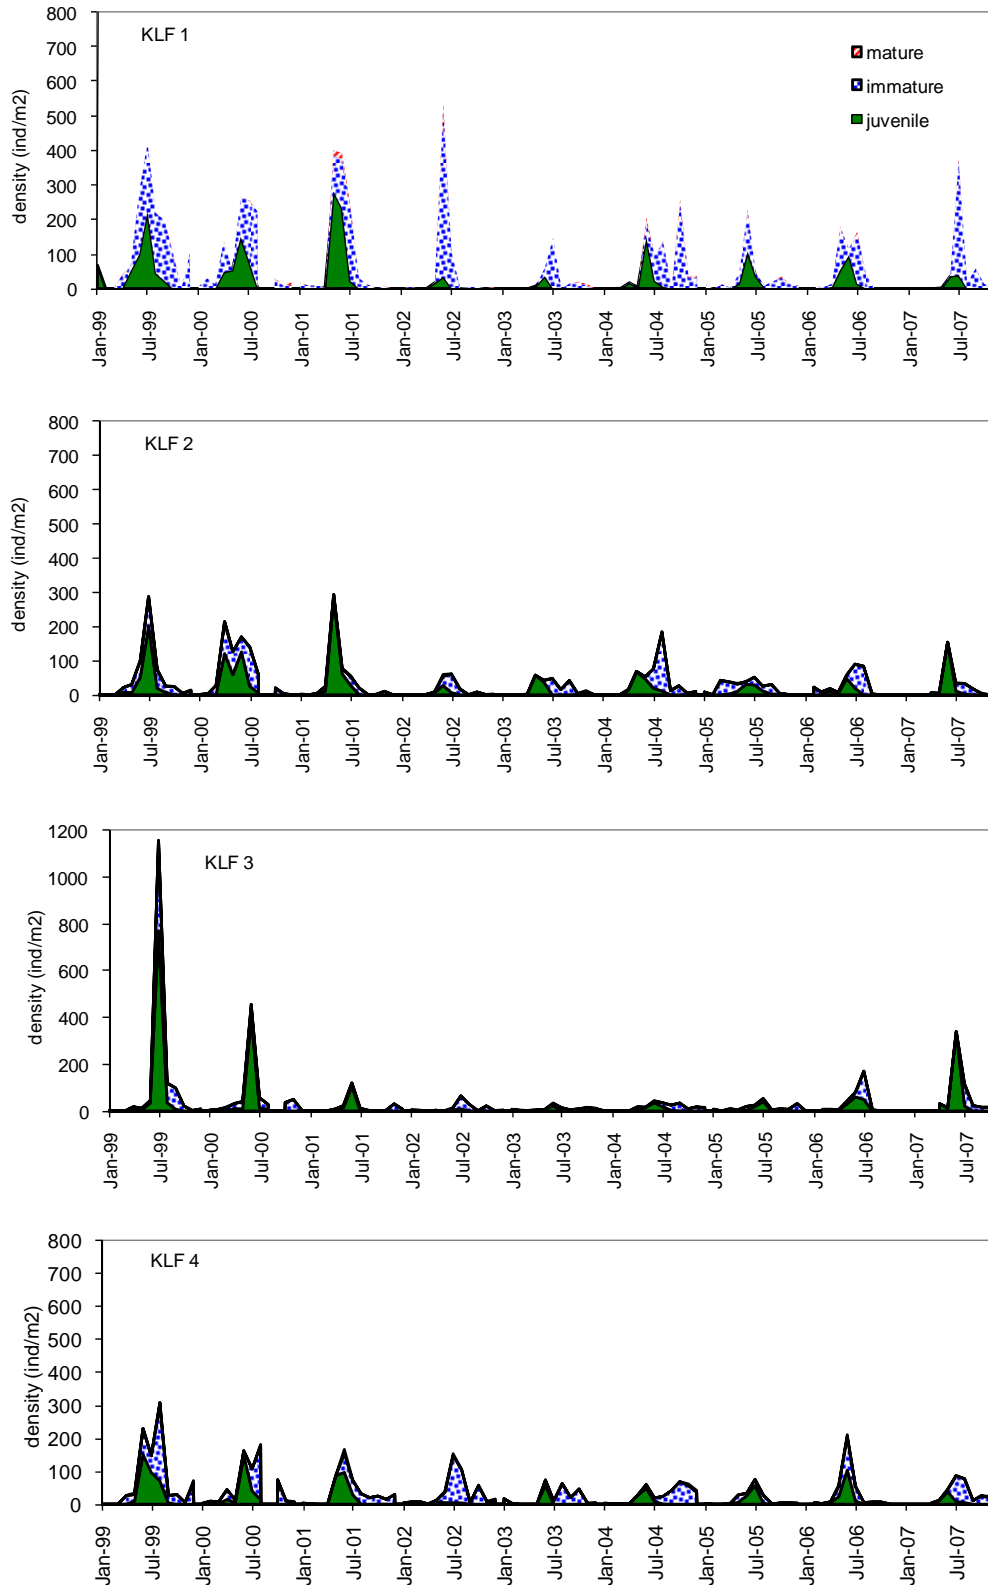 KLF 1
density (ind/m2)
800
700
600
500
400
300
200
100
0
mature
immature
juvenile
Jan-99 Jul-99 Jan-00 Jul-00 Jan-01 Jul-01 Jan-02 Jul-02 Jan-03 Jul-03 Jan-04 Jul-04 Jan-05 Jul-05 Jan-06 Jul-06 Jan-07 Jul-07
KLF 2
density (ind/m2)
800
700
600
500
400
300
200
100
0
Jan-99 Jul-99 Jan-00 Jul-00 Jan-01 Jul-01 Jan-02 Jul-02 Jan-03 Jul-03 Jan-04 Jul-04 Jan-05 Jul-05 Jan-06 Jul-06 Jan-07 Jul-07
KLF 3
density (ind/m2)
1200
1000
800
600
400
200
0
Jan-99 Jul-99 Jan-00 Jul-00 Jan-01 Jul-01 Jan-02 Jul-02 Jan-03 Jul-03 Jan-04 Jul-04 Jan-05 Jul-05 Jan-06 Jul-06 Jan-07 Jul-07
KLF 4
density (ind/m2)
800
700
600
500
400
300
200
100
0
Jan-99 Jul-99 Jan-00 Jul-00 Jan-01 Jul-01 Jan-02 Jul-02 Jan-03 Jul-03 Jan-04 Jul-04 Jan-05 Jul-05 Jan-06 Jul-06 Jan-07 Jul-07